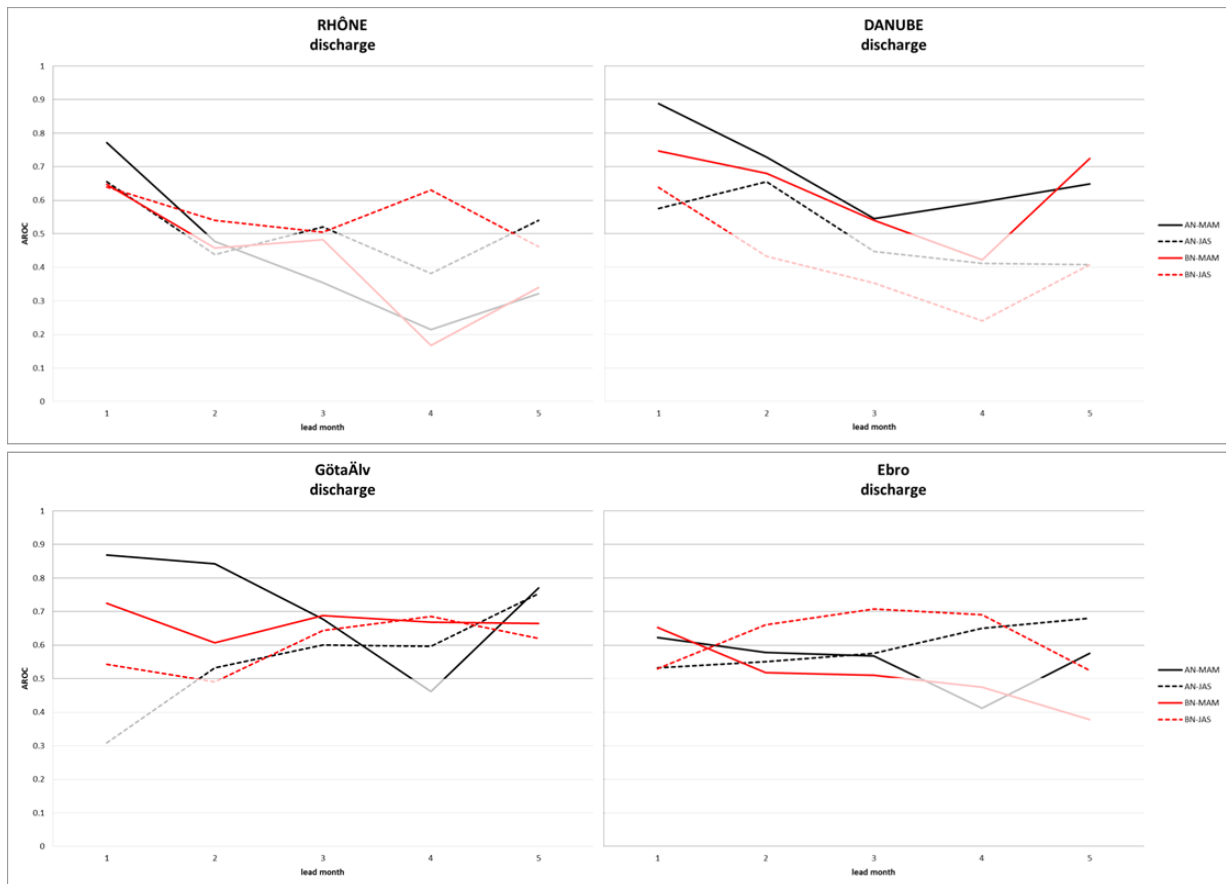 RHÔNE
discharge
DANUBE
discharge
1
0.9
0.8
0.7
0.6
0.5
0.4
0.3
0.2
0.1
0
AROC
1 2 3 4 5
lead month
1 2 3 4 5
lead month
AN-MAM
AN-JAS
BN-MAM
BN-JAS
GötaÄlv
discharge
Ebro
discharge
1
0.9
0.8
0.7
0.6
0.5
0.4
0.3
0.2
0.1
0
AROC
1 2 3 4 5
lead month
1 2 3 4 5
lead month
AN-MAM
AN-JAS
BN-MAM
BN-JAS